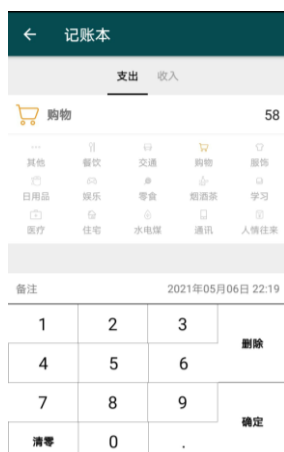 记账本
支出 收入
购物 58
其他 餐饮 交通 购物 服饰
日用品 娱乐 零食 烟酒茶 学习
医疗 住宅 水电煤 通讯 人情往来
备注 2021年05月06日 22:19
1 2 3
删除
4 5 6
7 8 9
确定
清零 0 .